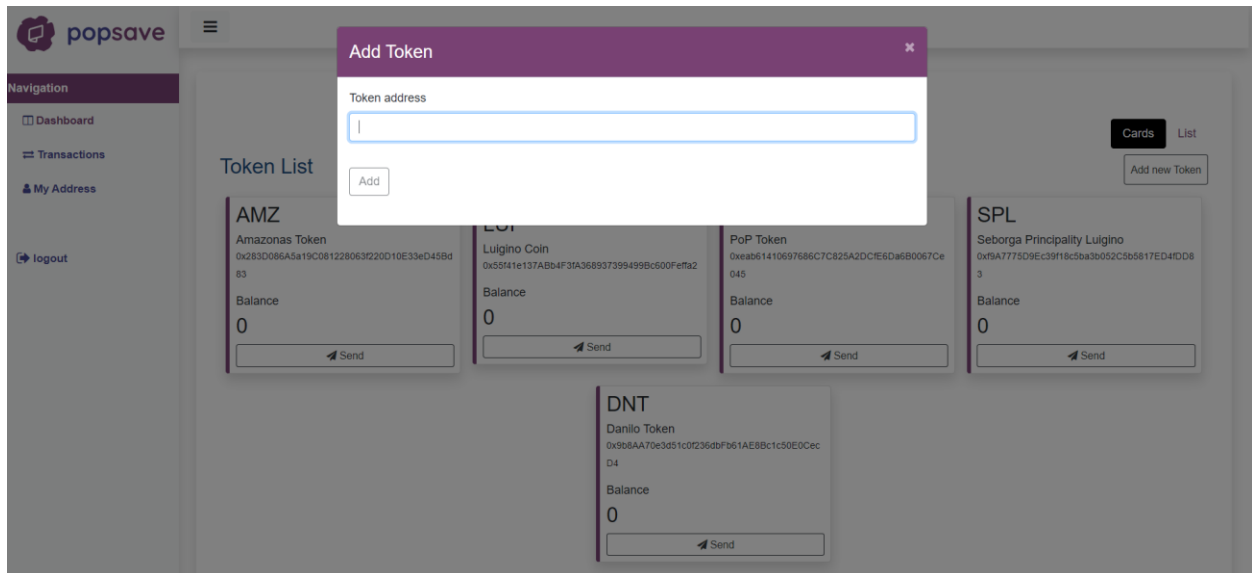 popsave
Add Token
×
Token address
Add
Navigation
Dashboard
Transactions
My Address
logout
Cards
List
Token List
Add new Token
AMZ
Amazonas Token
0x283D086A5a19C081228063f220D10E33eD45Bd
83
Balance
0
Send
Luigino Coin
0x55f41e137ABb4F3fA368937399499Bc600Feffa2
Balance
0
Send
PoP Token
0xeab61410697686C7C825A2DCfE6Da6B0067Ce
045
Balance
0
Send
SPL
Seborga Principality Luigino
0xf9A7775D9Ec39f18c5ba3b052C5b5817ED4fDD8
3
Balance
0
Send
DNT
Danilo Token
0x9b8AA70e3d51c0f236dbFb61AE8Bc1c50E0Cec
D4
Balance
0
Send